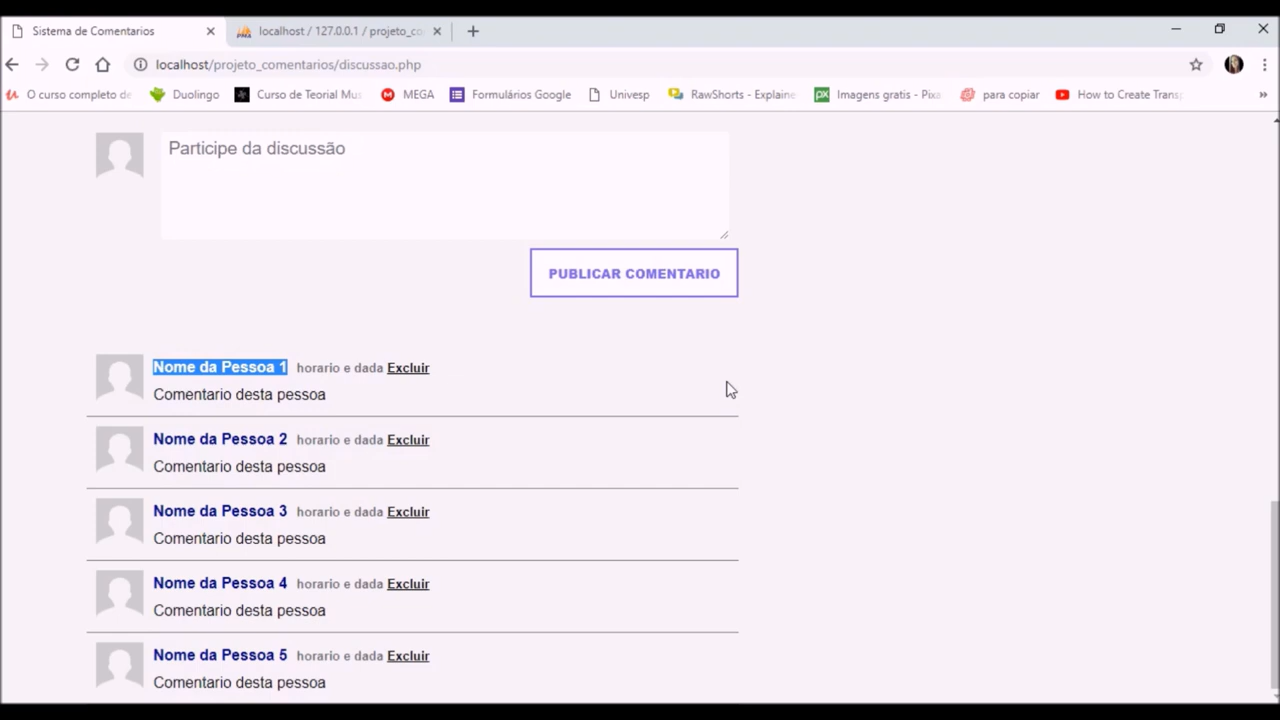 Sistema de Comentarios
localhost / 127.0.0.1 / projeto_co
localhost/projeto_comentarios/discussao.php
O curso completo de
Duolingo
Curso de Teorial Mus
MEGA
Formulários Google
Univesp
RawShorts - Explaine
Imagens gratis - Pixa
para copiar
How to Create Transp
Participe da discussão
PUBLICAR COMENTARIO
Nome da Pessoa 1 horario e dada Excluir
Comentario desta pessoa
Nome da Pessoa 2 horario e dada Excluir
Comentario desta pessoa
Nome da Pessoa 3 horario e dada Excluir
Comentario desta pessoa
Nome da Pessoa 4 horario e dada Excluir
Comentario desta pessoa
Nome da Pessoa 5 horario e dada Excluir
Comentario desta pessoa